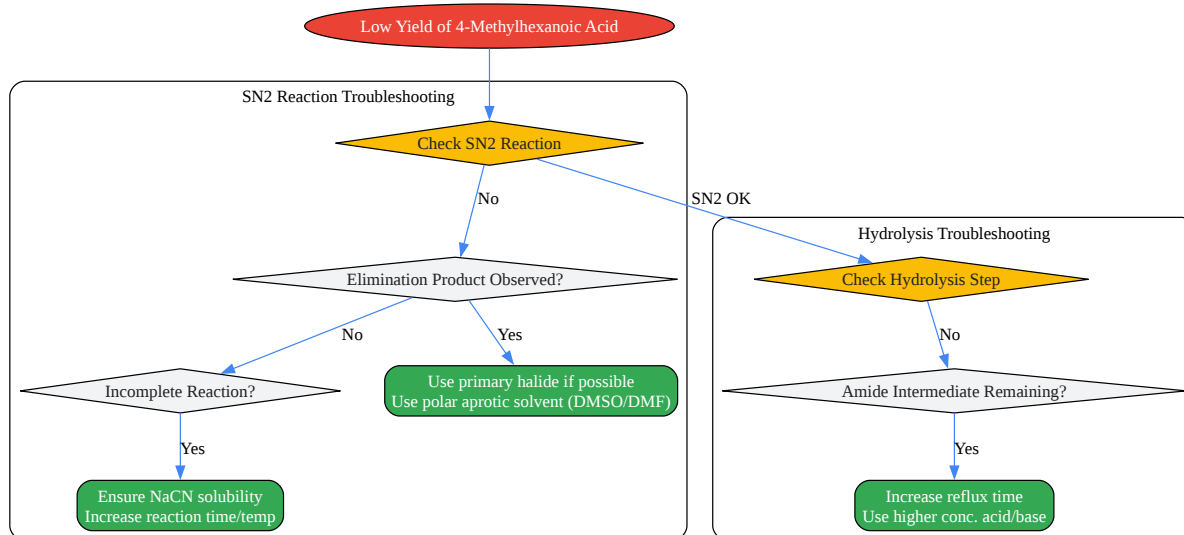 Low Yield of 4-Methylhexanoic Acid
SN2 Reaction Troubleshooting
Check SN2 Reaction
No
SN2 OK
Hydrolysis Troubleshooting
Elimination Product Observed?
Check Hydrolysis Step
No
Yes
No
Incomplete Reaction?
Use primary halide if possible
Use polar aprotic solvent (DMSO/DMF)
Amide Intermediate Remaining?
Yes
Yes
Ensure NaCN solubility
Increase reaction time/temp
Increase reflux time
Use higher conc. acid/base